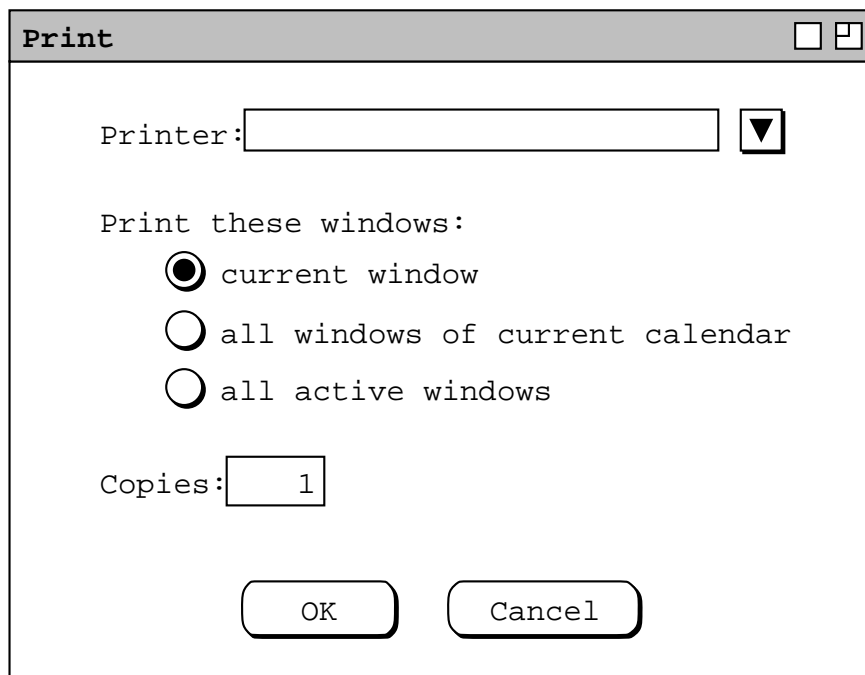 Print
Printer:
Print these windows:
current window
all windows of current calendar
all active windows
Copies: 1
OK Cancel